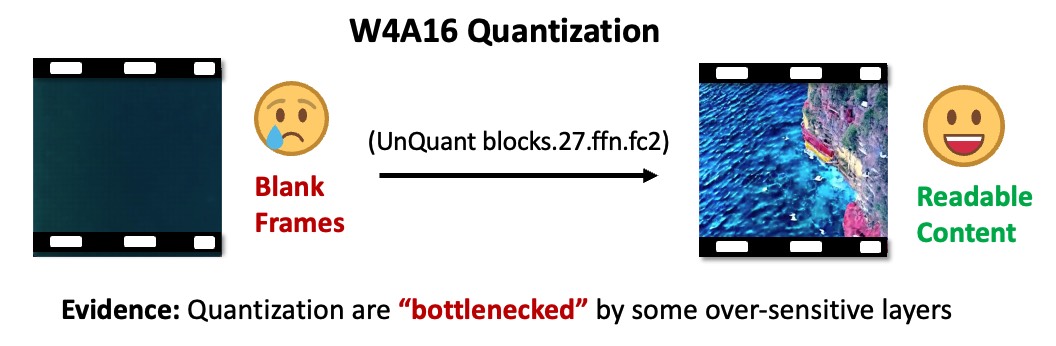 W4A16 Quantization
(UnQuant blocks.27.ffn.fc2)
Blank
Frames
Readable
Content
Evidence: Quantization are “bottlenecked” by some over-sensitive layers